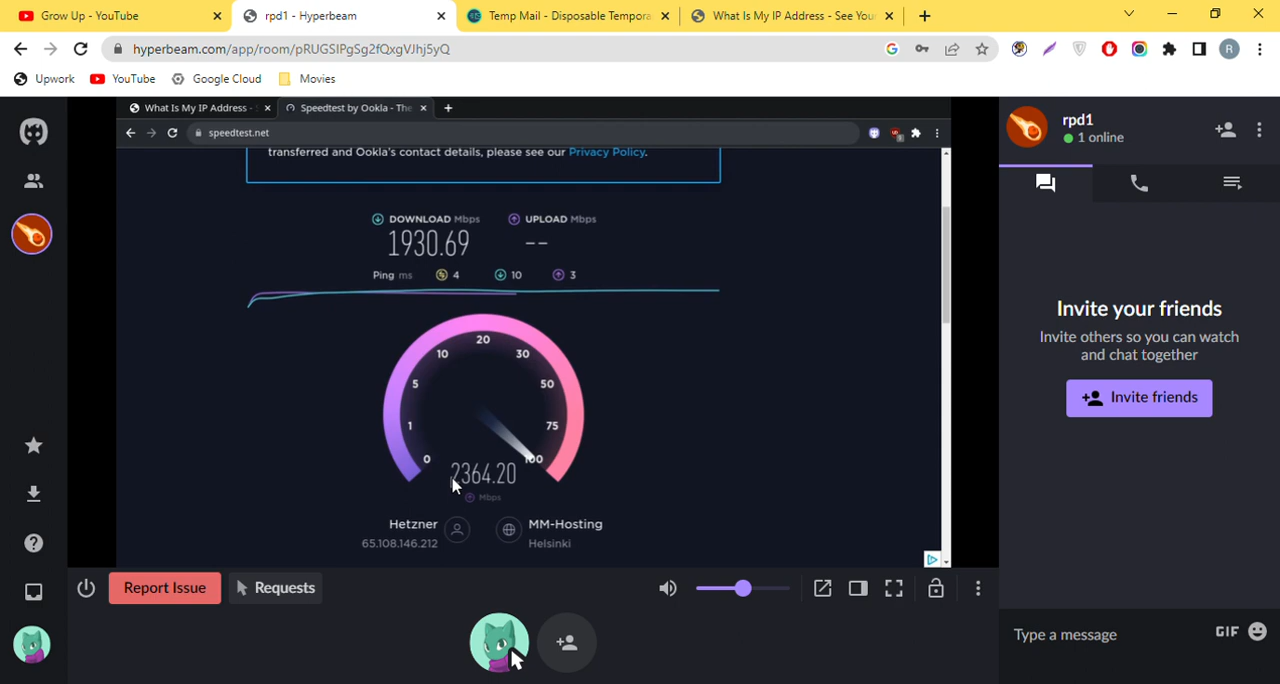 Grow Up - YouTube
rpd1 - Hyperbeam
Temp Mail - Disposable Tempora
What Is My IP Address - See You
hyperbeam.com/app/room/pRUGSIPgSg2fQxgVJhj5yQ
R
Upwork
YouTube
Google Cloud
Movies
What Is My IP Address -
Speedtest by Ookla - The
speedtest.net
transferred and Ookla's contact details, please see our Privacy Policy.
DOWNLOAD Mbps
UPLOAD Mbps
1930.69
--
Ping ms 4 10 3
0
1
5
10
20
30
50
75
100
2364.20
Mbps
Hetzner
65.108.146.212
MM-Hosting
Helsinki
rpd1
1 online
Invite your friends
Invite others so you can watch
and chat together
Invite friends
Report Issue
Requests
Type a message
GIF